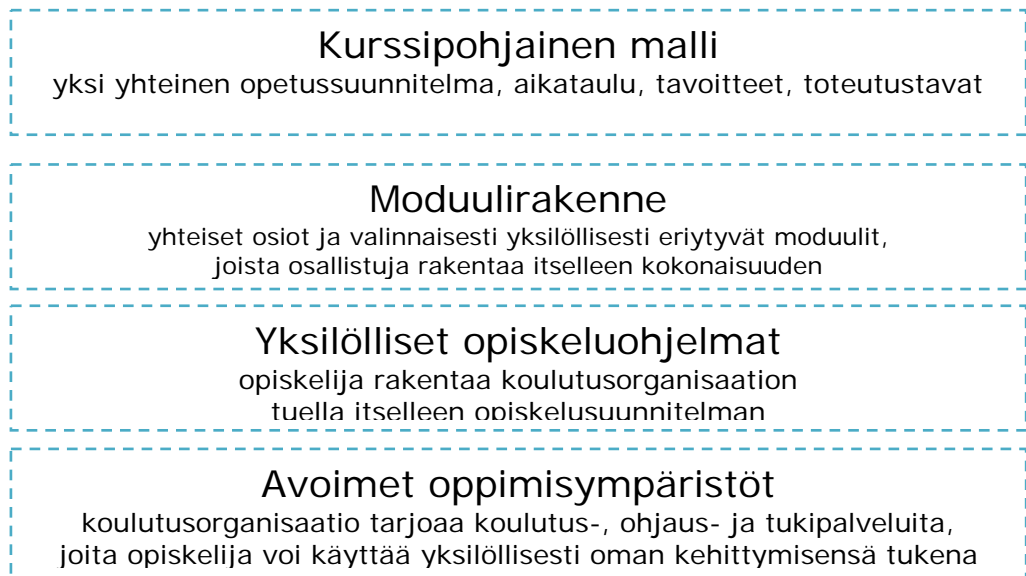 Kurssipohjainen malli
yksi yhteinen opetussuunnitelma, aikataulu, tavoitteet, toteutustavat
Moduulirakenne
yhteiset osiot ja valinnaisesti yksilöllisesti eriytyvät moduulit,
joista osallistuja rakentaa itselleen kokonaisuuden
Yksilölliset opiskeluohjelmat
opiskelija rakentaa koulutusorganisaation
tuella itselleen opiskelusuunnitelman
Avoimet oppimisympäristöt
koulutusorganisaatio tarjoaa koulutus-, ohjaus- ja tukipalveluita,
joita opiskelija voi käyttää yksilöllisesti oman kehittymisensä tukena